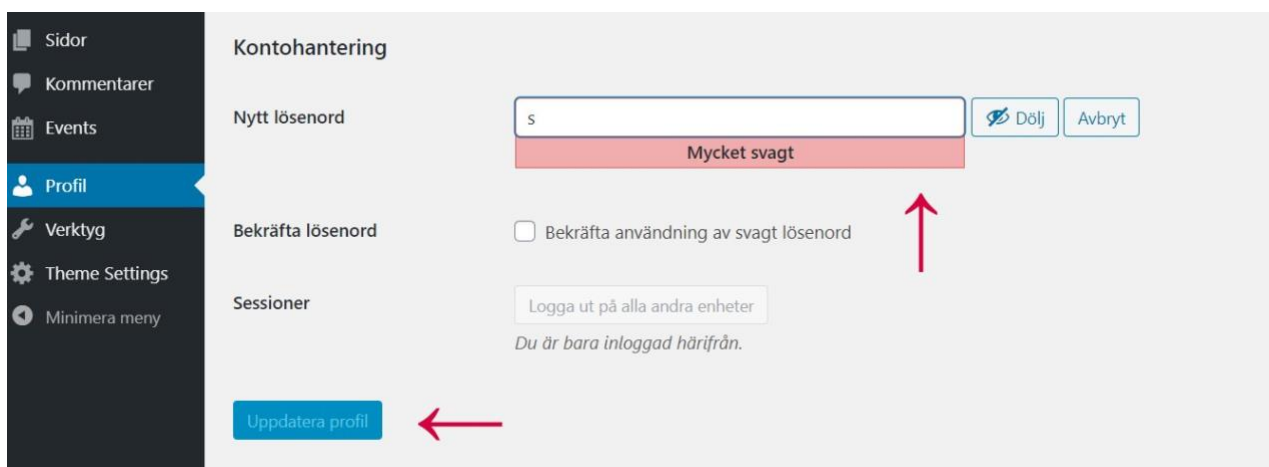 Sidor
Kommentarer
Events
Profil
Verktyg
Theme Settings
Minimera meny
Kontohantering
Nytt lösenord
s
Dölj
Avbryt
Mycket svagt
Bekräfta lösenord
Bekräfta användning av svagt lösenord
Sessioner
Logga ut på alla andra enheter
Du är bara inloggad härifrån.
Uppdatera profil